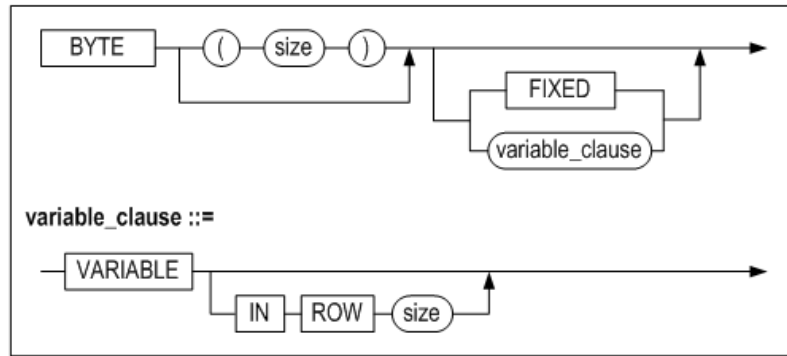 BYTE ( size )
FIXED
variable_clause
variable_clause ::=
VARIABLE
IN ROW size